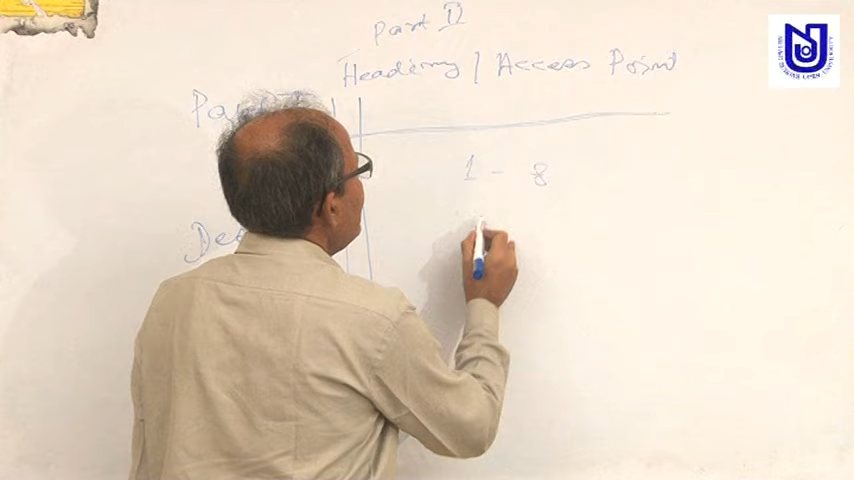 Part II
Heading / Access Point
Part I
1 - 8
De